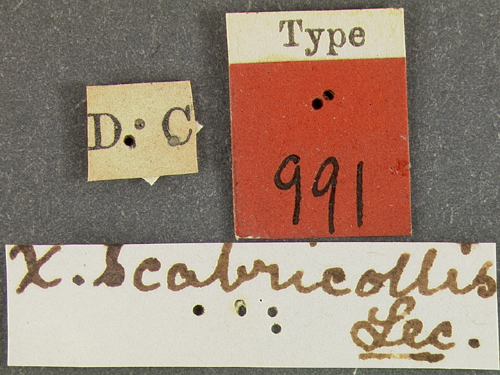 Type
D. C
991
X. Scabricollis
Lec.